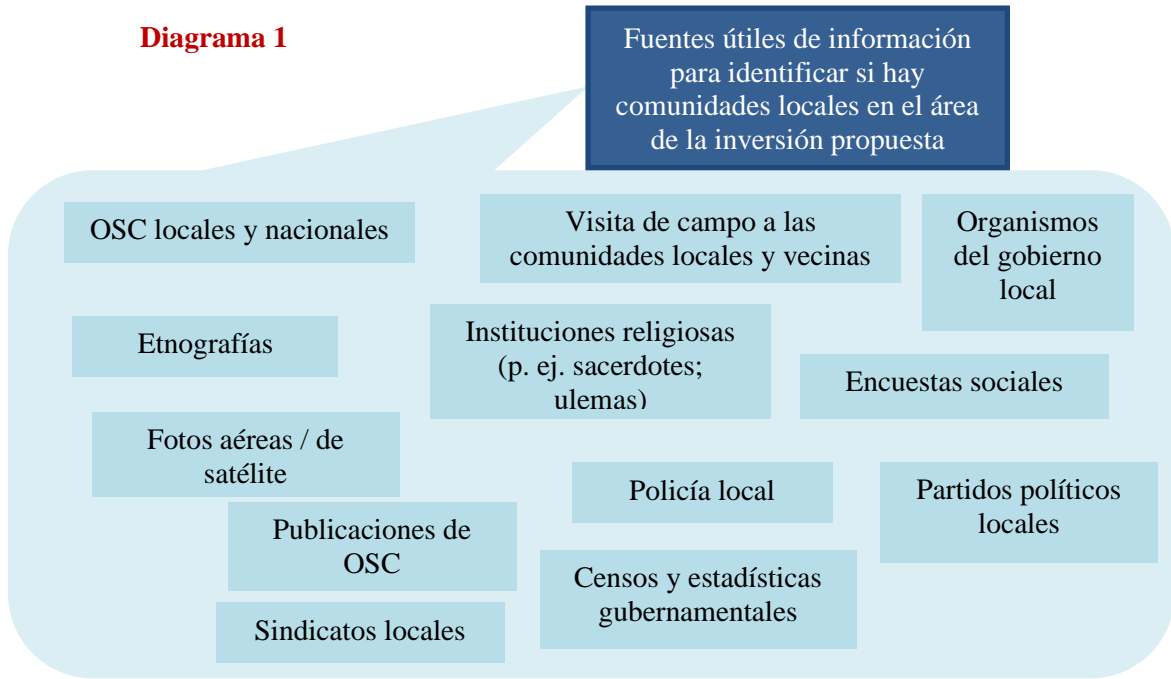 Diagrama 1
Fuentes útiles de información
para identificar si hay
comunidades locales en el área
de la inversión propuesta
OSC locales y nacionales
Visita de campo a las
comunidades locales y vecinas
Organismos
del gobierno
local
Etnografías
Instituciones religiosas
(p. ej. sacerdotes;
ulemas)
Encuestas sociales
Fotos aéreas / de
satélite
Policía local
Partidos políticos
locales
Publicaciones de
OSC
Censos y estadísticas
gubernamentales
Sindicatos locales